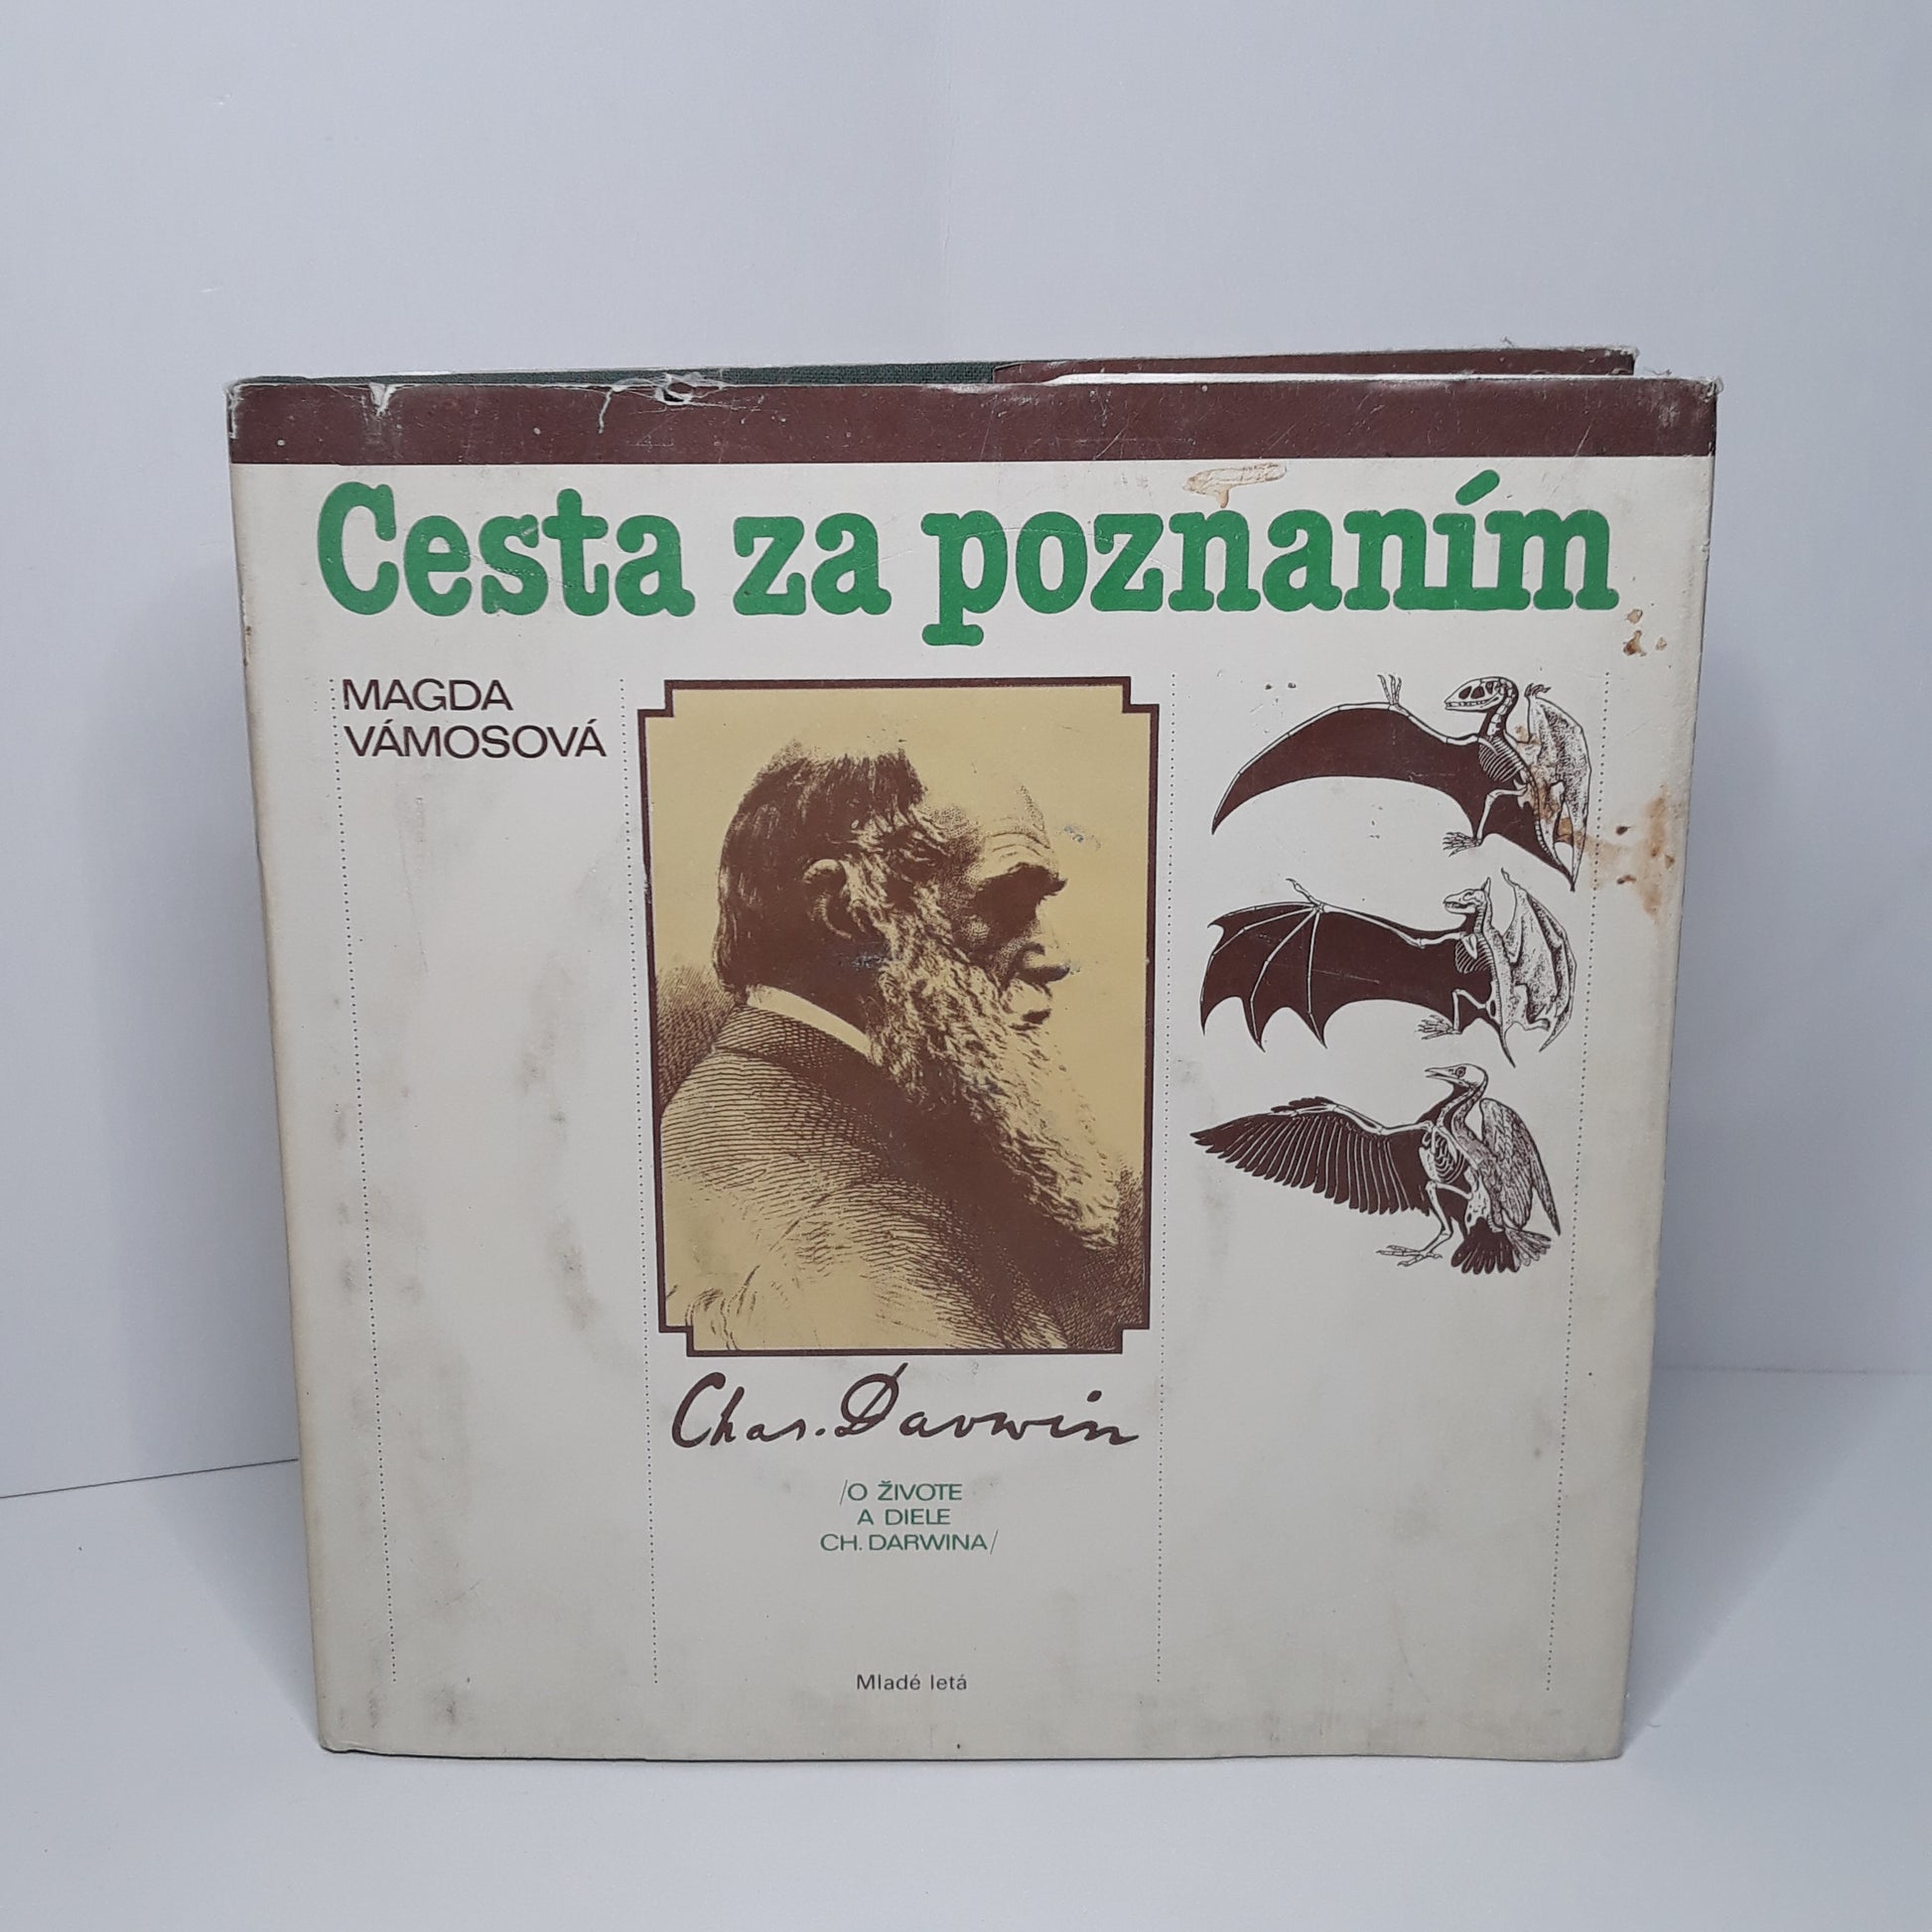 Cesta za poznaním
MAGDA
VÁMOSOVÁ
Chas. Darwin
/O ŽIVOTE
A DIELE
CH. DARWINA/
Mladé letá